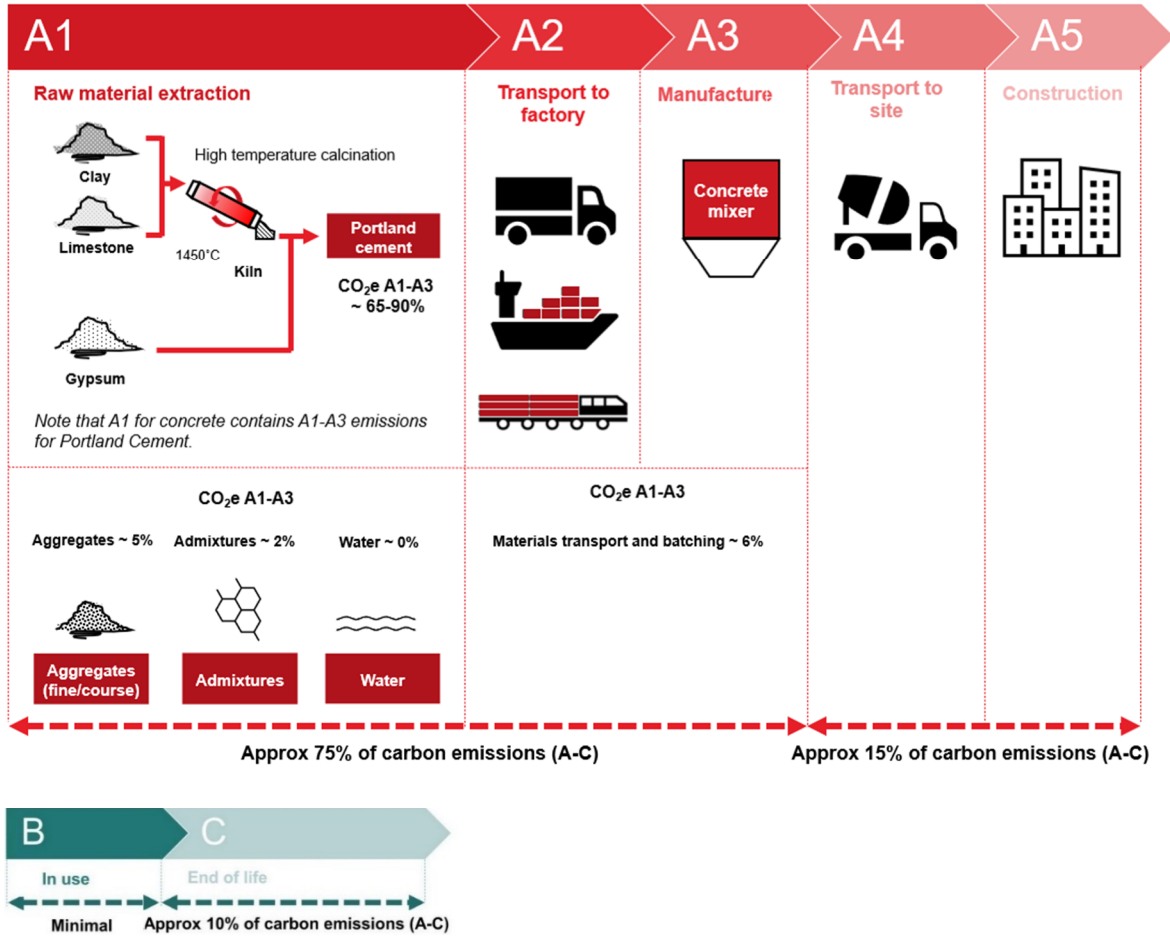 A1
A2
A3
A4
A5
Raw material extraction
Transport to
factory
Manufacture
Transport to
site
Construction
Clay
Limestone
High temperature calcination
1450°C
Kiln
Portland
cement
CO₂e A1-A3
~ 65-90%
Gypsum
Note that A1 for concrete contains A1-A3 emissions
for Portland Cement.
Concrete
mixer
CO₂e A1-A3
Aggregates ~ 5%
Admixtures ~ 2%
Water ~ 0%
Aggregates
(fine/course)
Admixtures
Water
CO₂e A1-A3
Materials transport and batching ~ 6%
Approx 75% of carbon emissions (A-C)
Approx 15% of carbon emissions (A-C)
B
C
In use
End of life
Minimal
Approx 10% of carbon emissions (A-C)